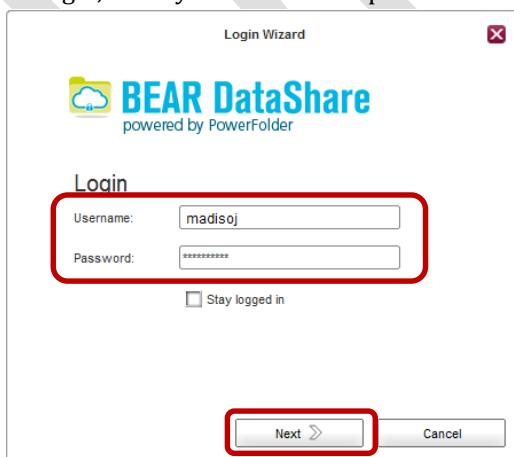 Login Wizard
BEAR DataShare
powered by PowerFolder
Login
Username: madisoj
Password: **********
Stay logged in
Next
Cancel